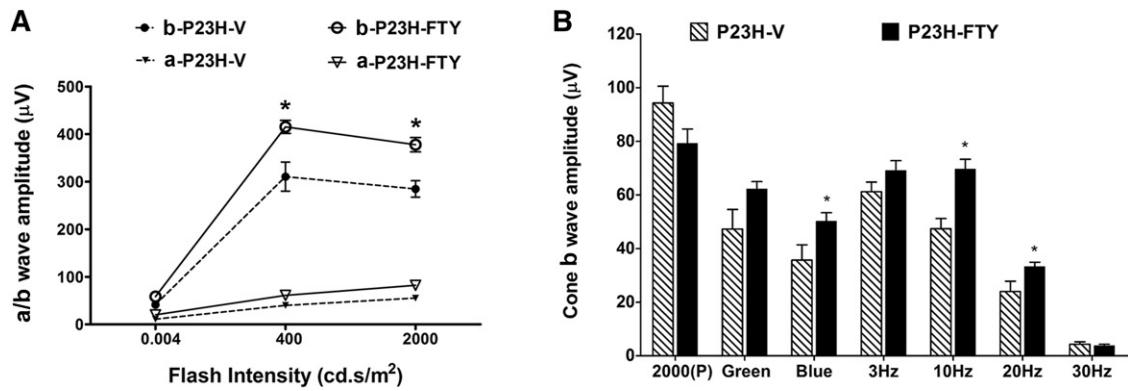 A
b-P23H-V
b-P23H-FTY
a-P23H-V
a-P23H-FTY
a/b wave amplitude (μV)
500
400
300
200
100
0
*
*
0.004
400
2000
Flash Intensity (cd.s/m²)
B
P23H-V
P23H-FTY
Cone b wave amplitude (μV)
120
100
80
60
40
20
0
*
*
*
2000(P) Green Blue 3Hz 10Hz 20Hz 30Hz